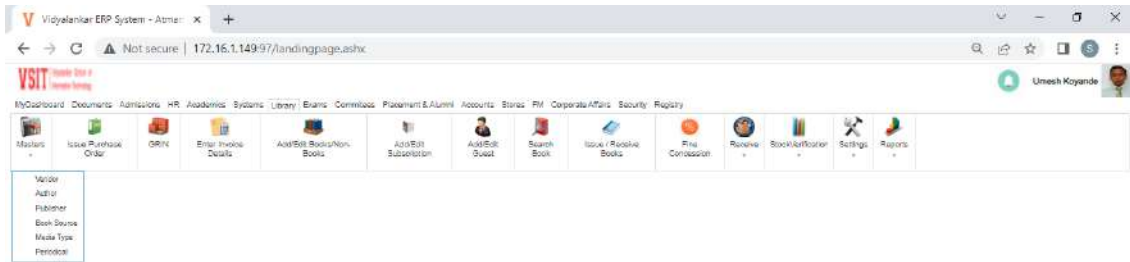 Vidyalankar ERP System - Atmar
Not secure | 172.16.1.149:97/landingpage.ashx
VSIT
Umesh Koyande
MyDashboard Documents Admissions HR Academics Systems Library Exams Commitees Placement & Alumni Accounts Stores FM Corporate Affairs Security Registry
Masters Issue Purchase Order GRIN Enter Invoice Details Add/Edit Books/Non-Books Add/Edit Subscription Add/Edit Guest Search Book Issue / Receive Books Fine Concession Receive StockVerification Settings Reports
Vendor
Author
Publisher
Book Source
Media Type
Periodical